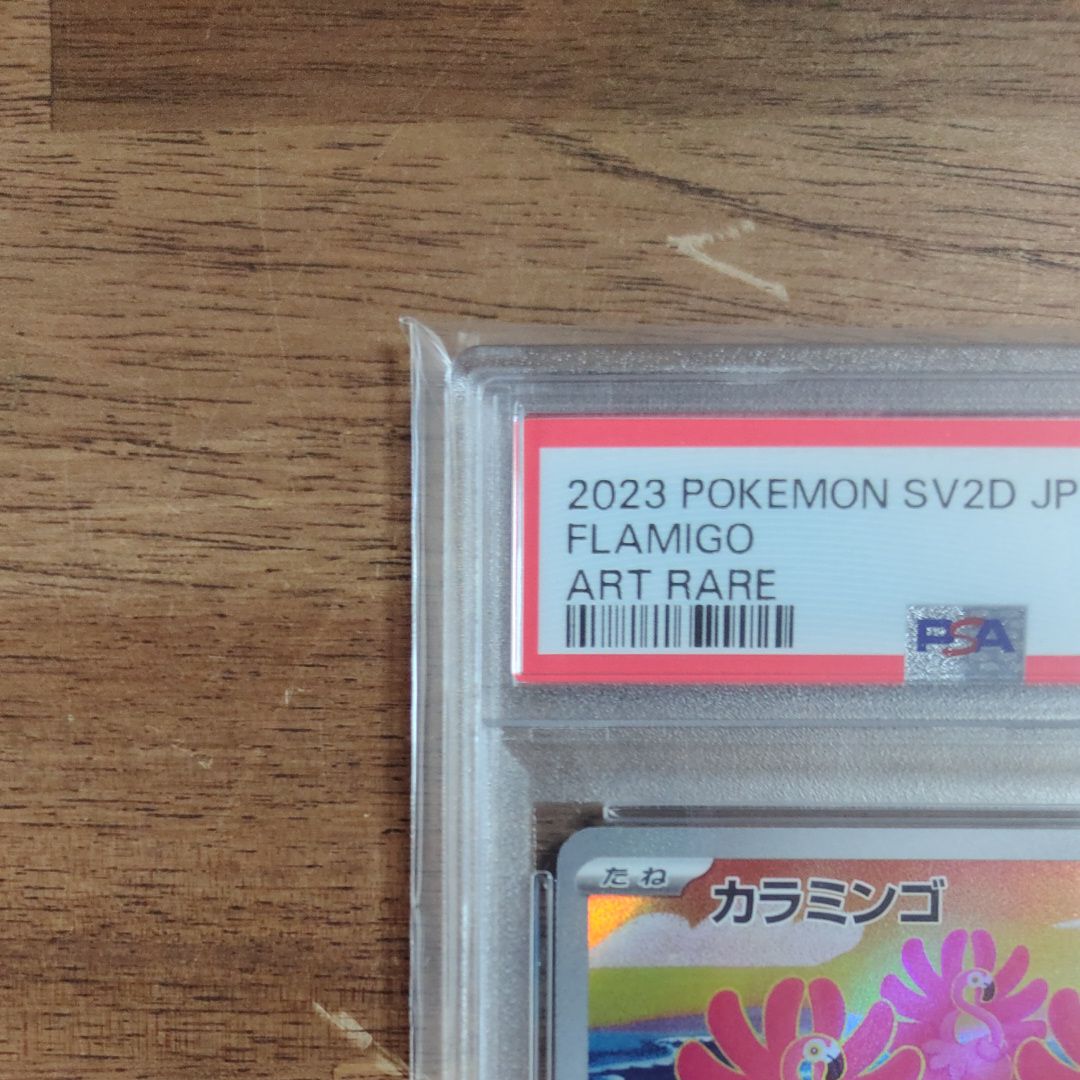 2023 POKEMON SV2D JP
FLAMIGO
ART RARE
PSA
たね
カラミンゴ